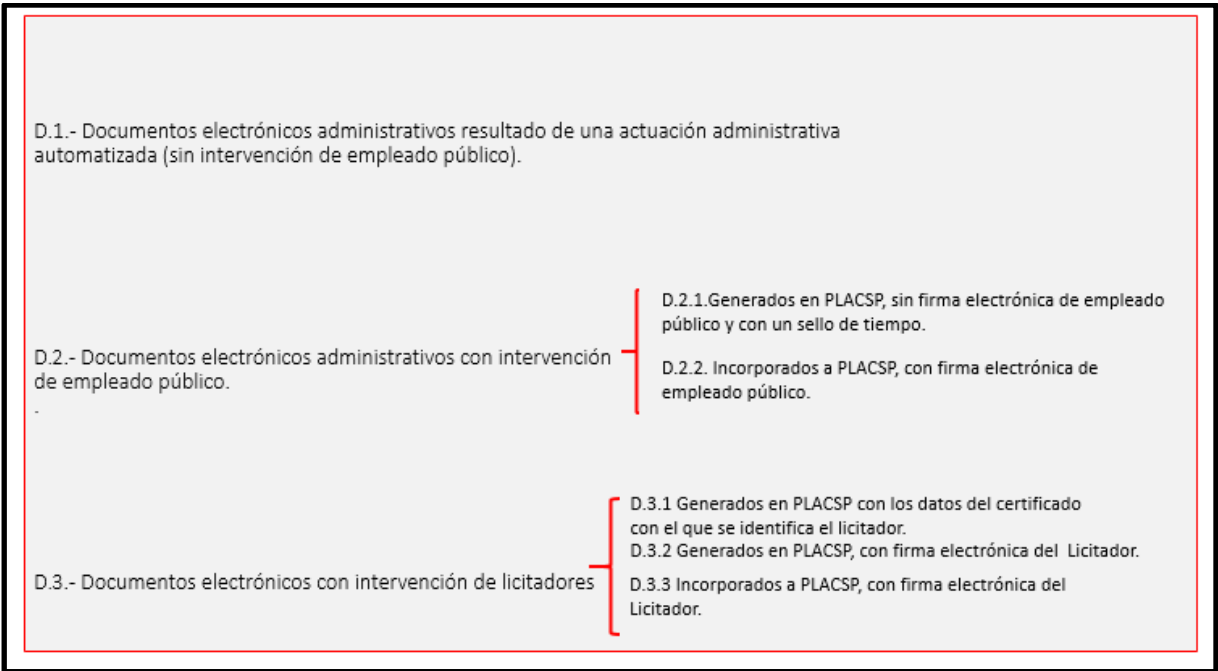 D.1.- Documentos electrónicos administrativos resultado de una actuación administrativa
automatizada (sin intervención de empleado público).
D.2.- Documentos electrónicos administrativos con intervención
de empleado público.
.
D.2.1.Generados en PLACSP, sin firma electrónica de empleado
público y con un sello de tiempo.
D.2.2. Incorporados a PLACSP, con firma electrónica de
empleado público.
D.3.- Documentos electrónicos con intervención de licitadores
D.3.1 Generados en PLACSP con los datos del certificado
con el que se identifica el licitador.
D.3.2 Generados en PLACSP, con firma electrónica del Licitador.
D.3.3 Incorporados a PLACSP, con firma electrónica del
Licitador.